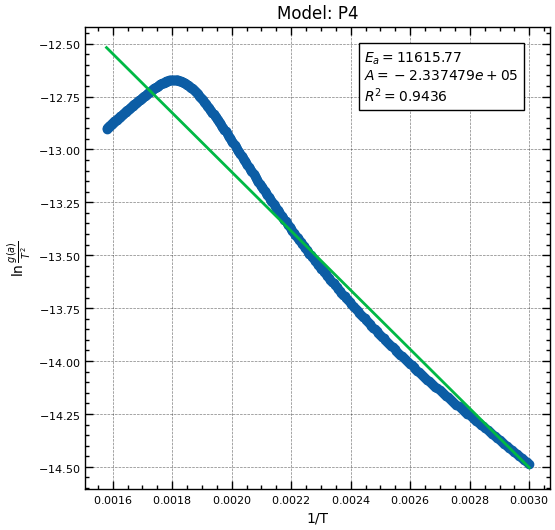 Model: P4
E_a = 11615.77
A = −2.337479e + 05
R² = 0.9436
−12.50
−12.75
−13.00
−13.25
−13.50
−13.75
−14.00
−14.25
−14.50
ln g(a)/T²
0.0016 0.0018 0.0020 0.0022 0.0024 0.0026 0.0028 0.0030
1/T